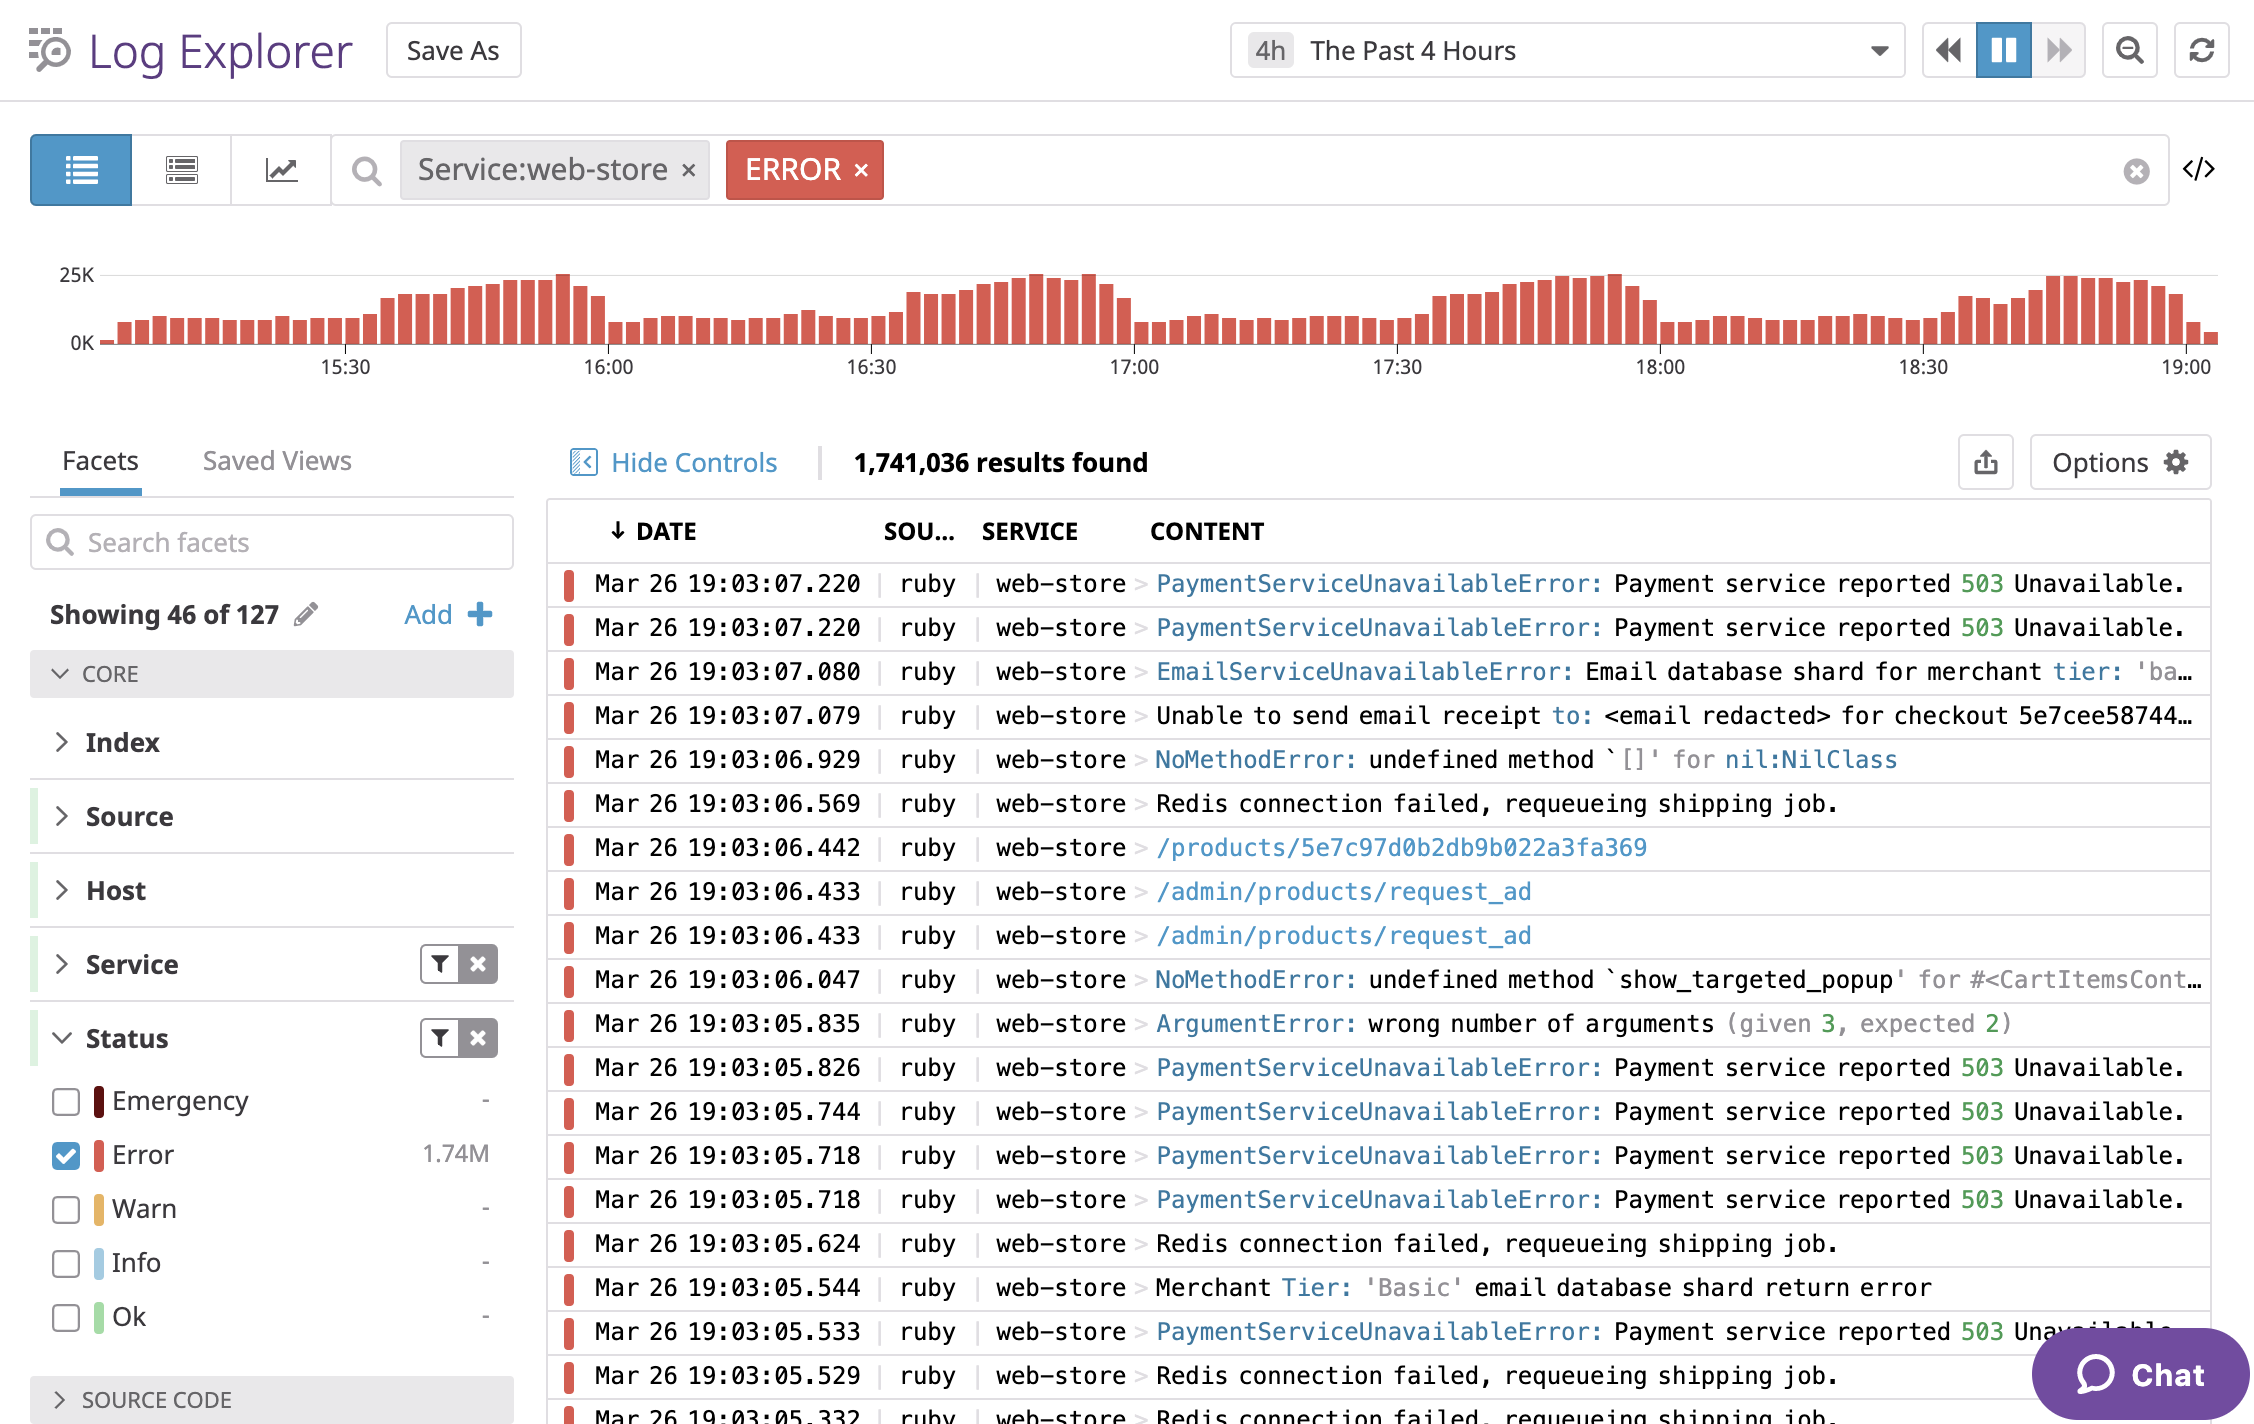 Log Explorer Save As 4h The Past 4 Hours
Service:web-store × ERROR × </>
25K
0K
15:30 16:00 16:30 17:00 17:30 18:00 18:30 19:00
Facets Saved Views Hide Controls 1,741,036 results found Options
Search facets
Showing 46 of 127 Add
CORE
Index
Source
Host
Service
Status
Emergency -
Error 1.74M
Warn -
Info -
Ok -
SOURCE CODE
↓ DATE SOU... SERVICE CONTENT
Mar 26 19:03:07.220 ruby web-store > PaymentServiceUnavailableError: Payment service reported 503 Unavailable.
Mar 26 19:03:07.220 ruby web-store > PaymentServiceUnavailableError: Payment service reported 503 Unavailable.
Mar 26 19:03:07.080 ruby web-store > EmailServiceUnavailableError: Email database shard for merchant tier: 'ba...
Mar 26 19:03:07.079 ruby web-store > Unable to send email receipt to: <email redacted> for checkout 5e7cee58744...
Mar 26 19:03:06.929 ruby web-store > NoMethodError: undefined method `[]' for nil:NilClass
Mar 26 19:03:06.569 ruby web-store > Redis connection failed, requeueing shipping job.
Mar 26 19:03:06.442 ruby web-store > /products/5e7c97d0b2db9b022a3fa369
Mar 26 19:03:06.433 ruby web-store > /admin/products/request_ad
Mar 26 19:03:06.433 ruby web-store > /admin/products/request_ad
Mar 26 19:03:06.047 ruby web-store > NoMethodError: undefined method `show_targeted_popup' for #<CartItemsCont...
Mar 26 19:03:05.835 ruby web-store > ArgumentError: wrong number of arguments (given 3, expected 2)
Mar 26 19:03:05.826 ruby web-store > PaymentServiceUnavailableError: Payment service reported 503 Unavailable.
Mar 26 19:03:05.744 ruby web-store > PaymentServiceUnavailableError: Payment service reported 503 Unavailable.
Mar 26 19:03:05.718 ruby web-store > PaymentServiceUnavailableError: Payment service reported 503 Unavailable.
Mar 26 19:03:05.718 ruby web-store > PaymentServiceUnavailableError: Payment service reported 503 Unavailable.
Mar 26 19:03:05.624 ruby web-store > Redis connection failed, requeueing shipping job.
Mar 26 19:03:05.544 ruby web-store > Merchant Tier: 'Basic' email database shard return error
Mar 26 19:03:05.533 ruby web-store > PaymentServiceUnavailableError: Payment service reported 503 Unavailable.
Mar 26 19:03:05.529 ruby web-store > Redis connection failed, requeueing shipping job.
Mar 26 19:03:05.332 ruby web-store > Redis connection failed, requeueing shipping job.
Chat